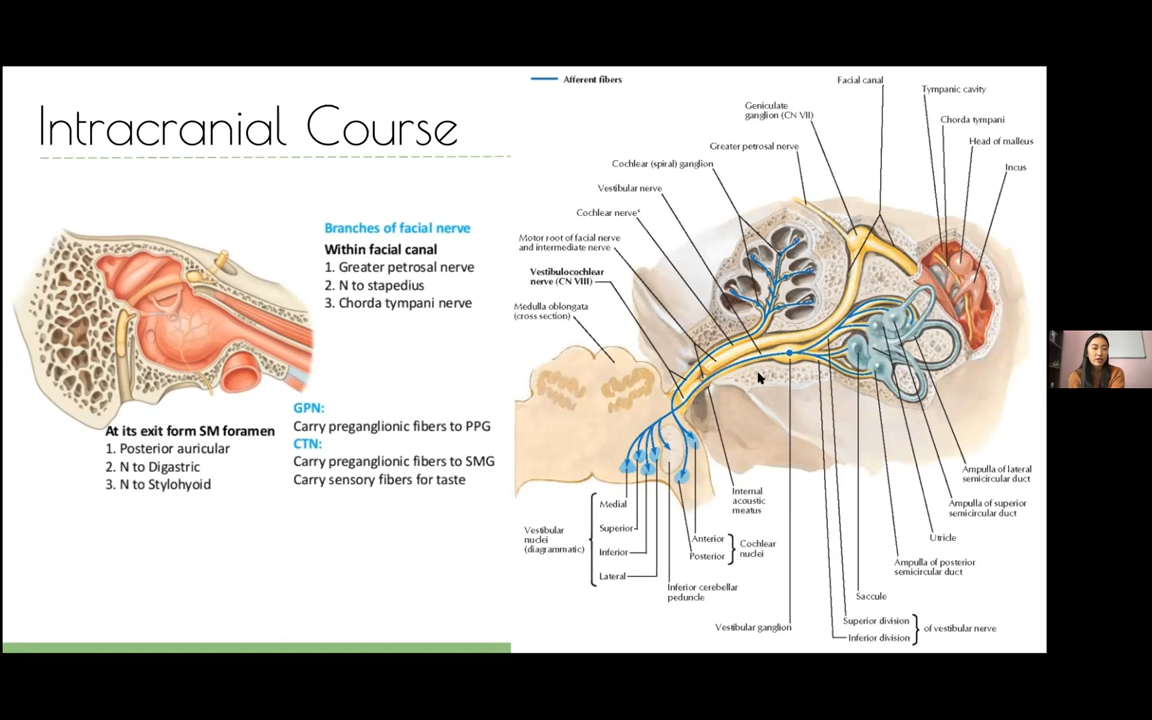 Intracranial Course
Branches of facial nerve
Within facial canal
1. Greater petrosal nerve
2. N to stapedius
3. Chorda tympani nerve
At its exit form SM foramen
1. Posterior auricular
2. N to Digastric
3. N to Stylohyoid
GPN:
Carry preganglionic fibers to PPG
CTN:
Carry preganglionic fibers to SMG
Carry sensory fibers for taste
Afferent fibers
Facial canal
Tympanic cavity
Geniculate
ganglion (CN VII)
Chorda tympani
Head of malleus
Greater petrosal nerve
Incus
Cochlear (spiral) ganglion
Vestibular nerve
Cochlear nerve*
Motor root of facial nerve
and intermediate nerve
Vestibulocochlear
nerve (CN VIII)
Medulla oblongata
(cross section)
Ampulla of lateral
semicircular duct
Internal
acoustic
meatus
Ampulla of superior
semicircular duct
Vestibular
nuclei
(diagrammatic)
Medial
Superior
Inferior
Lateral
Anterior
Posterior
Cochlear
nuclei
Utricle
Ampulla of posterior
semicircular duct
Inferior cerebellar
peduncle
Saccule
Vestibular ganglion
Superior division
Inferior division
of vestibular nerve